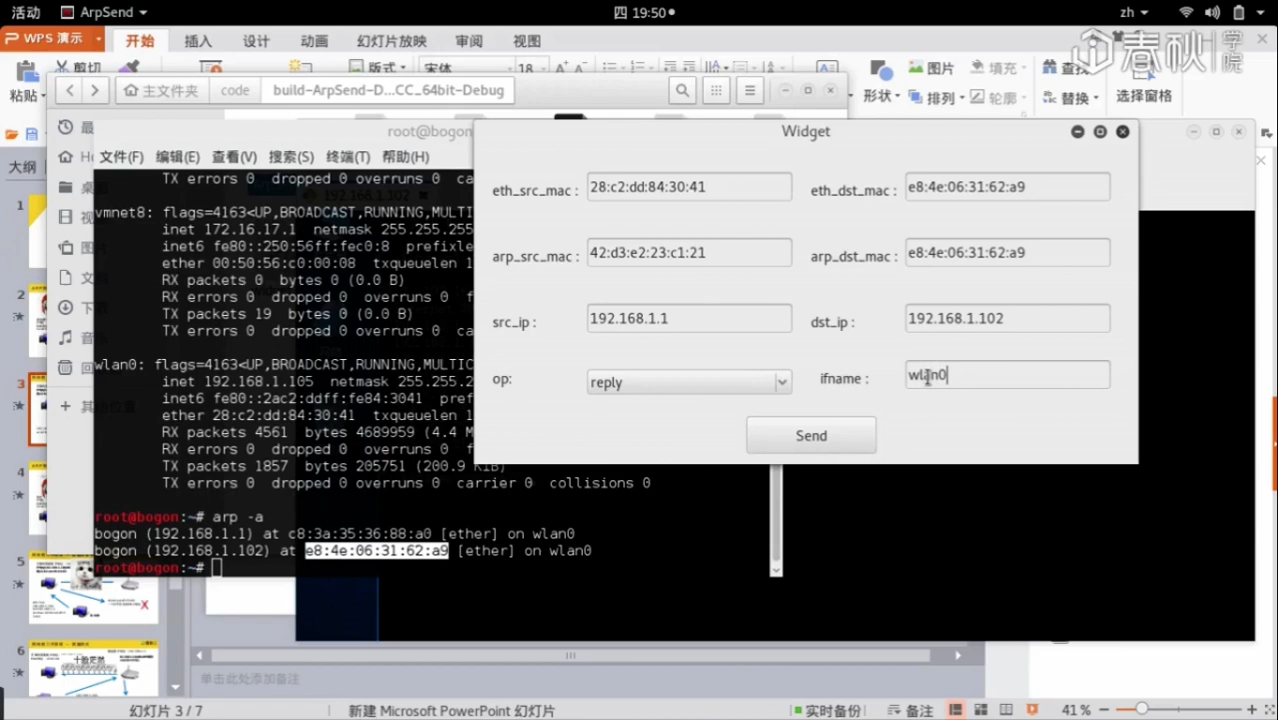 活动 ArpSend 四 19:50 zh
春秋学院
WPS 演示 开始 插入 设计 动画 幻灯片放映 审阅 视图
粘贴 剪切 版式 宋体 18 形状 图片 填充 查找
排列 轮廓 替换 选择窗格
主文件夹 code build-ArpSend-D...CC_64bit-Debug
大纲
root@bogon
文件(F) 编辑(E) 查看(V) 搜索(S) 终端(T) 帮助(H)
TX errors 0 dropped 0 overruns 0 ca
192.168.1.102
vmnet8: flags=4163<UP,BROADCAST,RUNNING,MULTIC
inet 172.16.17.1 netmask 255.255.255
inet6 fe80::250:56ff:fec0:8 prefixle
ether 00:50:56:c0:00:08 txqueuelen 1
RX packets 0 bytes 0 (0.0 B)
RX errors 0 dropped 0 overruns 0 f
TX packets 19 bytes 0 (0.0 B)
TX errors 0 dropped 0 overruns 0 ca
wlan0: flags=4163<UP,BROADCAST,RUNNING,MULTIC
inet 192.168.1.105 netmask 255.255.2
inet6 fe80::2ac2:ddff:fe84:3041 pref
ether 28:c2:dd:84:30:41 txqueuelen 1
RX packets 4561 bytes 4689959 (4.4 M
RX errors 0 dropped 0 overruns 0 f
TX packets 1857 bytes 205751 (200.9 KiB)
TX errors 0 dropped 0 overruns 0 carrier 0 collisions 0
root@bogon:~# arp -a
bogon (192.168.1.1) at c8:3a:35:36:88:a0 [ether] on wlan0
bogon (192.168.1.102) at e8:4e:06:31:62:a9 [ether] on wlan0
root@bogon:~#
Widget
eth_src_mac : 28:c2:dd:84:30:41 eth_dst_mac : e8:4e:06:31:62:a9
arp_src_mac : 42:d3:e2:23:c1:21 arp_dst_mac : e8:4e:06:31:62:a9
src_ip : 192.168.1.1 dst_ip : 192.168.1.102
op: reply ifname : wlan0
Send
1
2
3
4
5
6
单击此处添加备注
幻灯片 3 / 7 新建 Microsoft PowerPoint 幻灯片 实时备份 备注 41 %